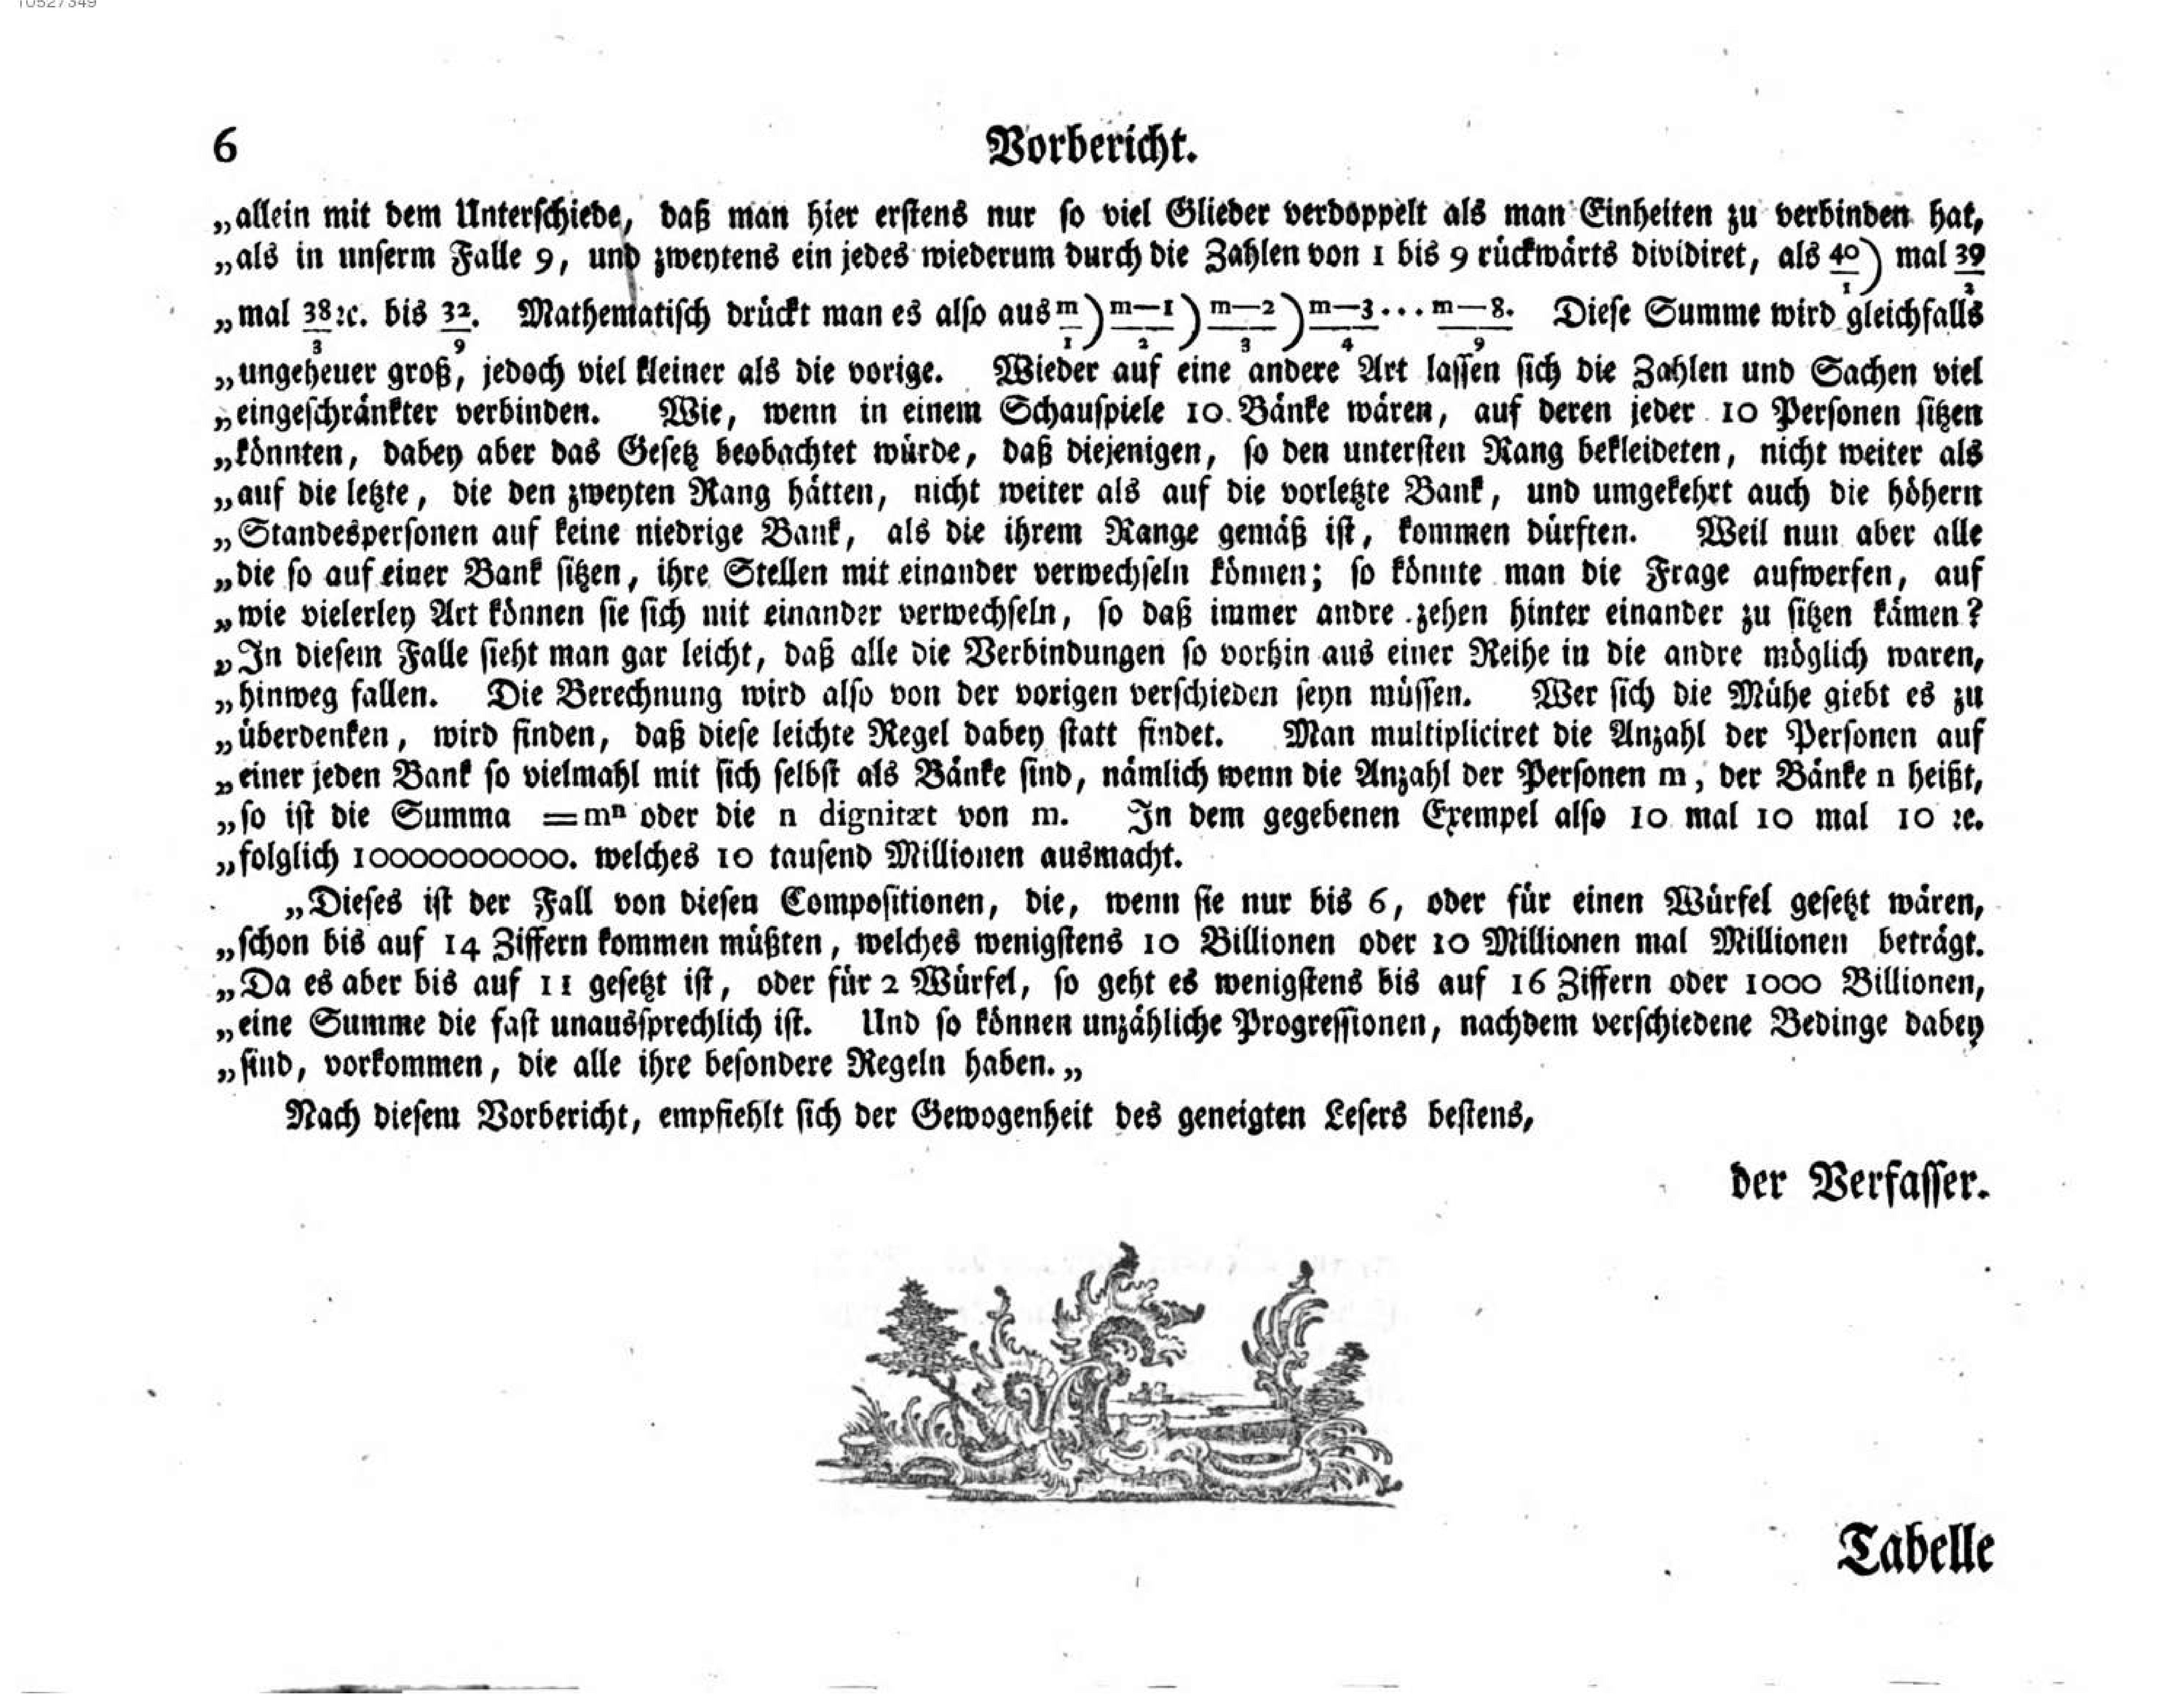 10527349
6 Vorbericht.
„allein mit dem Unterschiede, daß man hier erstens nur so viel Glieder verdoppelt als man Einheiten zu verbinden hat,
„als in unserm Falle 9, und zweytens ein jedes wiederum durch die Zahlen von 1 bis 9 rückwärts dividiret, als 40/1) mal 39/2
„mal 38/3 ꝛc. bis 32/9. Mathematisch drückt man es also aus m/1) m—1/2) m—2/3) m—3/4 ... m—8/9. Diese Summe wird gleichfalls
„ungeheuer groß, jedoch viel kleiner als die vorige. Wieder auf eine andere Art lassen sich die Zahlen und Sachen viel
„eingeschränkter verbinden. Wie, wenn in einem Schauspiele 10 Bänke wären, auf deren jeder 10 Personen sitzen
„könnten, dabey aber das Gesetz beobachtet würde, daß diejenigen, so den untersten Rang bekleideten, nicht weiter als
„auf die letzte, die den zweyten Rang hätten, nicht weiter als auf die vorletzte Bank, und umgekehrt auch die höhern
„Standespersonen auf keine niedrige Bank, als die ihrem Range gemäß ist, kommen dürften. Weil nun aber alle
„die so auf einer Bank sitzen, ihre Stellen mit einander verwechseln können; so könnte man die Frage aufwerfen, auf
„wie vielerley Art können sie sich mit einander verwechseln, so daß immer andre zehen hinter einander zu sitzen kämen?
„In diesem Falle sieht man gar leicht, daß alle die Verbindungen so vorhin aus einer Reihe in die andre möglich waren,
„hinweg fallen. Die Berechnung wird also von der vorigen verschieden seyn müssen. Wer sich die Mühe giebt es zu
„überdenken, wird finden, daß diese leichte Regel dabey statt findet. Man multipliciret die Anzahl der Personen auf
„einer jeden Bank so vielmahl mit sich selbst als Bänke sind, nämlich wenn die Anzahl der Personen m, der Bänke n heißt,
„so ist die Summa =mⁿ oder die n dignitæt von m. In dem gegebenen Exempel also 10 mal 10 mal 10 ꝛc.
„folglich 10000000000. welches 10 tausend Millionen ausmacht.
„Dieses ist der Fall von diesen Compositionen, die, wenn sie nur bis 6, oder für einen Würfel gesetzt wären,
„schon bis auf 14 Ziffern kommen müßten, welches wenigstens 10 Billionen oder 10 Millionen mal Millionen beträgt.
„Da es aber bis auf 11 gesetzt ist, oder für 2 Würfel, so geht es wenigstens bis auf 16 Ziffern oder 1000 Billionen,
„eine Summe die fast unaussprechlich ist. Und so können unzähliche Progressionen, nachdem verschiedene Bedinge dabey
„sind, vorkommen, die alle ihre besondere Regeln haben.„
Nach diesem Vorbericht, empfiehlt sich der Gewogenheit des geneigten Lesers bestens,
der Verfasser.
Tabelle